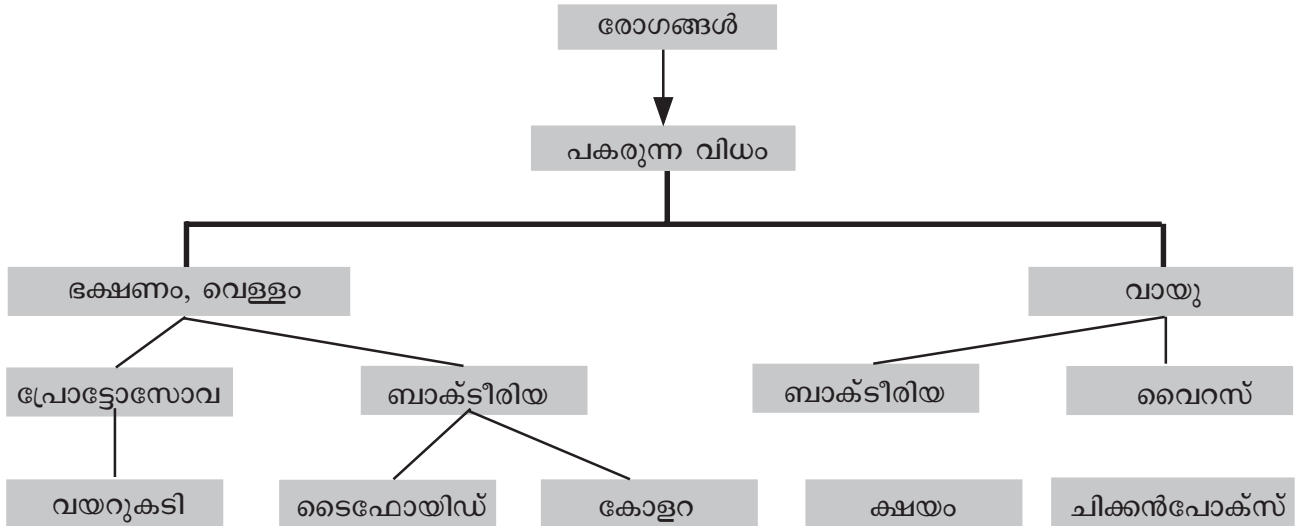 രോഗങ്ങൾ
പകരുന്ന വിധം
ഭക്ഷണം, വെള്ളം
വായു
പ്രോട്ടോസോവ
ബാക്ടീരിയ
ബാക്ടീരിയ
വൈറസ്
വയറുകടി
ടൈഫോയിഡ്
കോളറ
ക്ഷയം
ചിക്കൻപോക്സ്